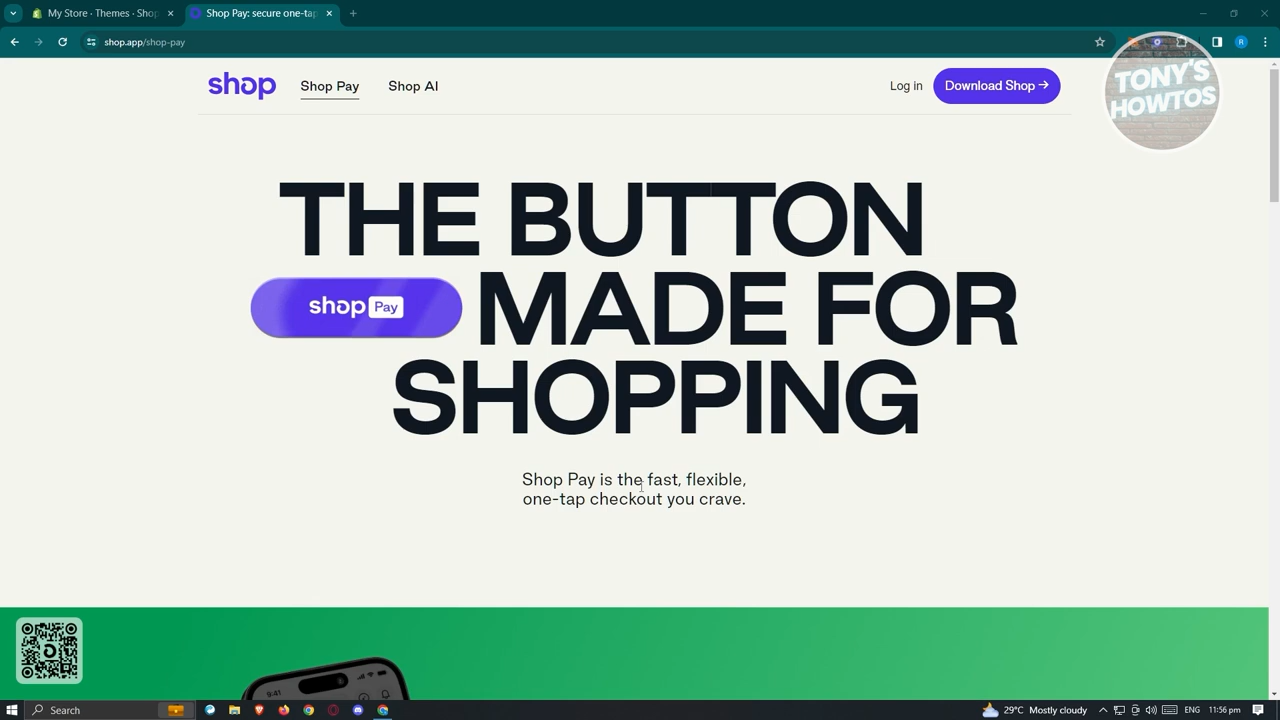 My Store · Themes · Shop
Shop Pay: secure one-tap
shop.app/shop-pay
shop
Shop Pay
Shop AI
Log in
Download Shop →
TONY'S
HOWTOS
THE BUTTON
shop Pay
MADE FOR
SHOPPING
Shop Pay is the fast, flexible,
one-tap checkout you crave.
9:41
Search
29°C Mostly cloudy
ENG
11:56 pm